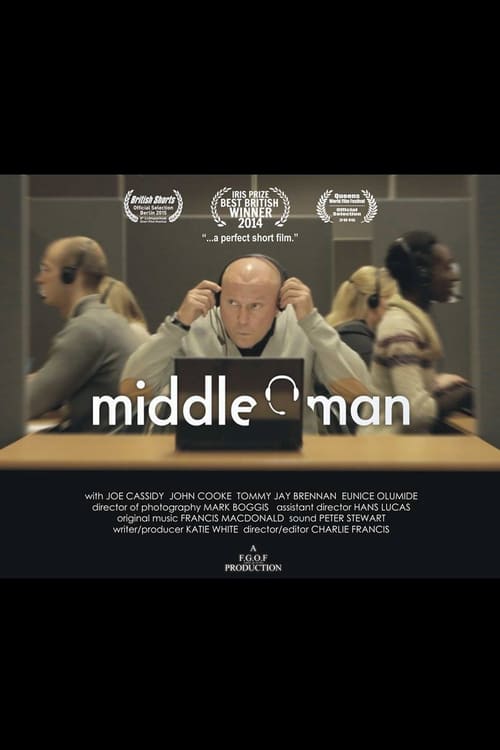 British Shorts
Official Selection
Berlin 2015
IRIS PRIZE
BEST BRITISH
WINNER
2014
Queens
World Film Festival
Official
Selection
"...a perfect short film."
middle man
with JOE CASSIDY JOHN COOKE TOMMY JAY BRENNAN EUNICE OLUMIDE
director of photography MARK BOGGIS assistant director HANS LUCAS
original music FRANCIS MACDONALD sound PETER STEWART
writer/producer KATIE WHITE director/editor CHARLIE FRANCIS
A
F.G.O.F
PRODUCTION